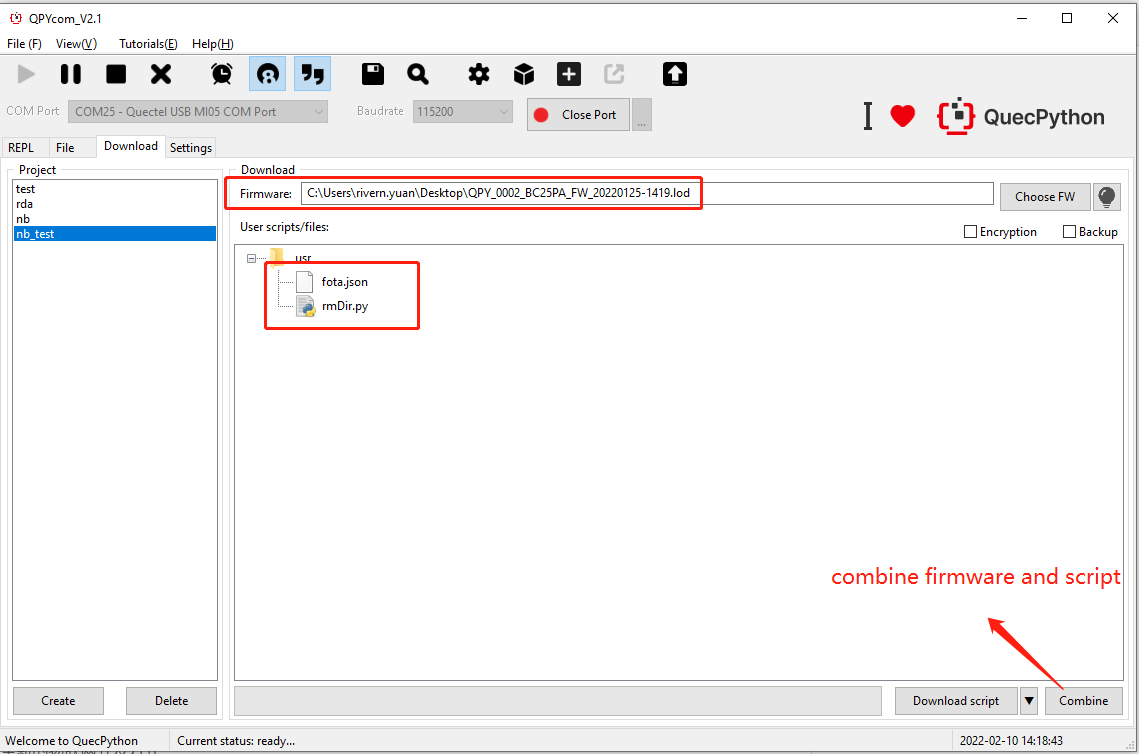 QPYcom_V2.1
File (F) View(V) Tutorials(E) Help(H)
COM Port COM25 - Quectel USB MI05 COM Port Baudrate 115200 Close Port ... I QuecPython
REPL File Download Settings
Project
test
rda
nb
nb_test
Create Delete
Download
Firmware: C:\Users\rivern.yuan\Desktop\QPY_0002_BC25PA_FW_20220125-1419.lod Choose FW
User scripts/files: Encryption Backup
usr
fota.json
rmDir.py
combine firmware and script
Download script Combine
Welcome to QuecPython Current status: ready... 2022-02-10 14:18:43